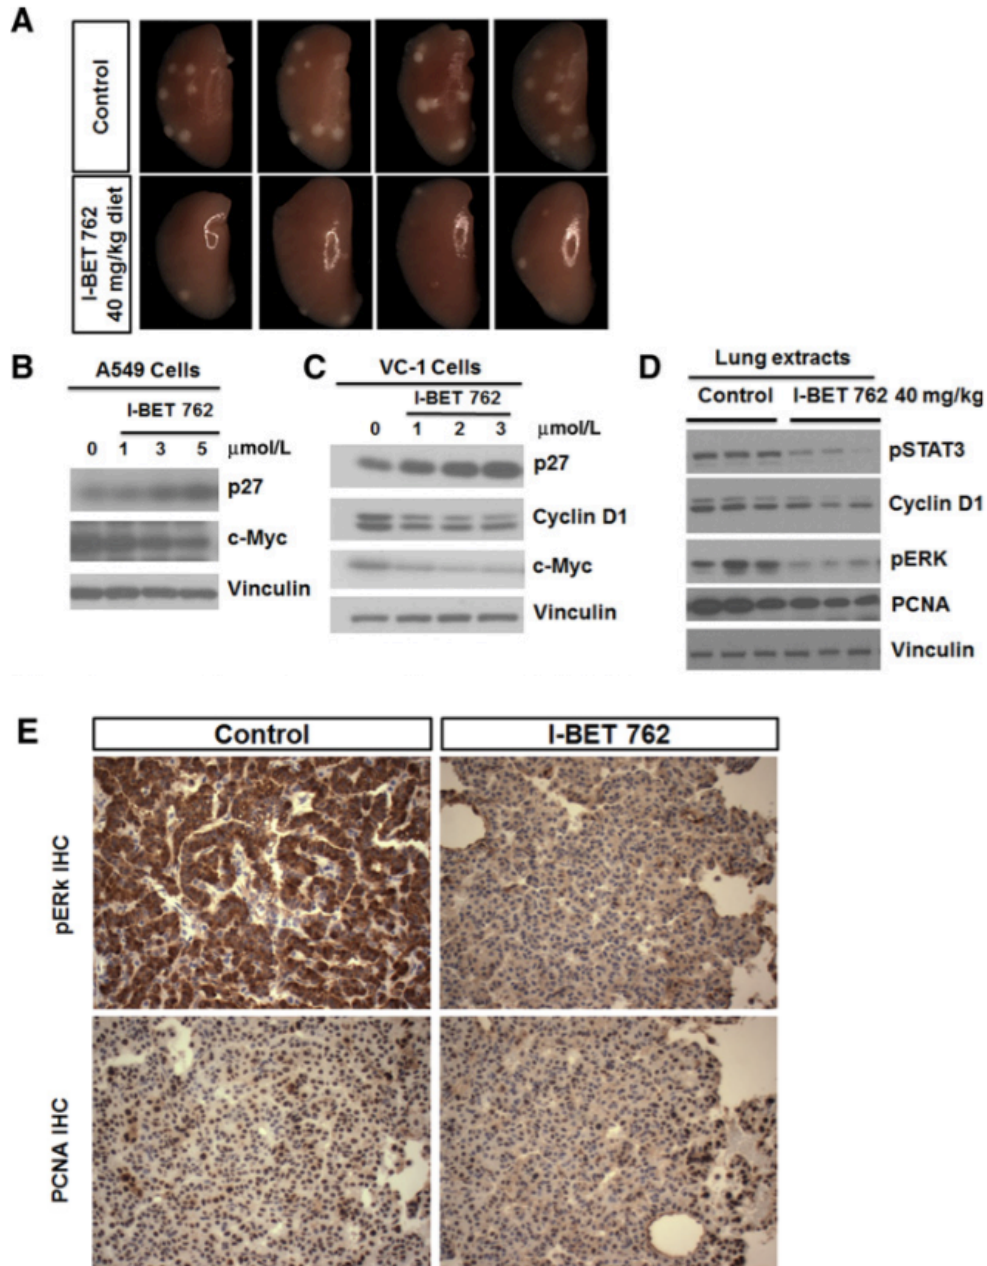 A
Control
I-BET 762
40 mg/kg diet
B
A549 Cells
I-BET 762
0 1 3 5 μmol/L
p27
c-Myc
Vinculin
C
VC-1 Cells
I-BET 762
0 1 2 3 μmol/L
p27
Cyclin D1
c-Myc
Vinculin
D
Lung extracts
Control I-BET 762 40 mg/kg
pSTAT3
Cyclin D1
pERK
PCNA
Vinculin
E
Control I-BET 762
pERk IHC
PCNA IHC